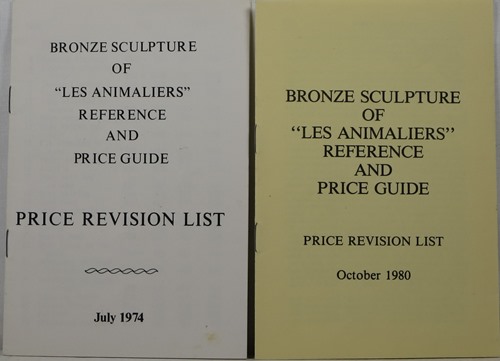 BRONZE SCULPTURE
OF
“LES ANIMALIERS”
REFERENCE
AND
PRICE GUIDE
PRICE REVISION LIST
July 1974
BRONZE SCULPTURE
OF
“LES ANIMALIERS”
REFERENCE
AND
PRICE GUIDE
PRICE REVISION LIST
October 1980